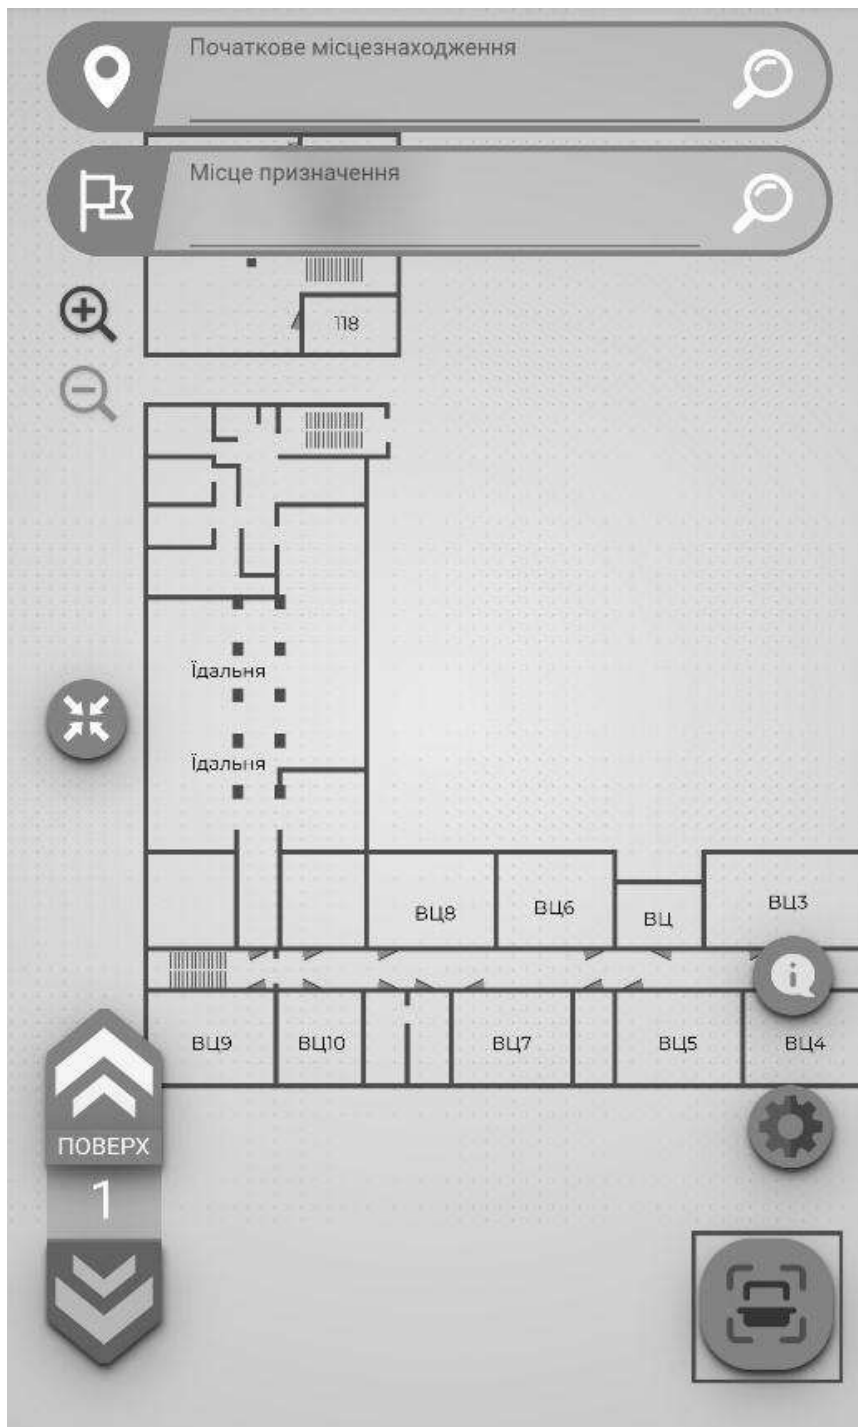 Початкове місцезнаходження
Місце призначення
118
Їдальня
Їдальня
ВЦ8
ВЦ6
ВЦ
ВЦ3
ВЦ9
ВЦ10
ВЦ7
ВЦ5
ВЦ4
ПОВЕРХ
1